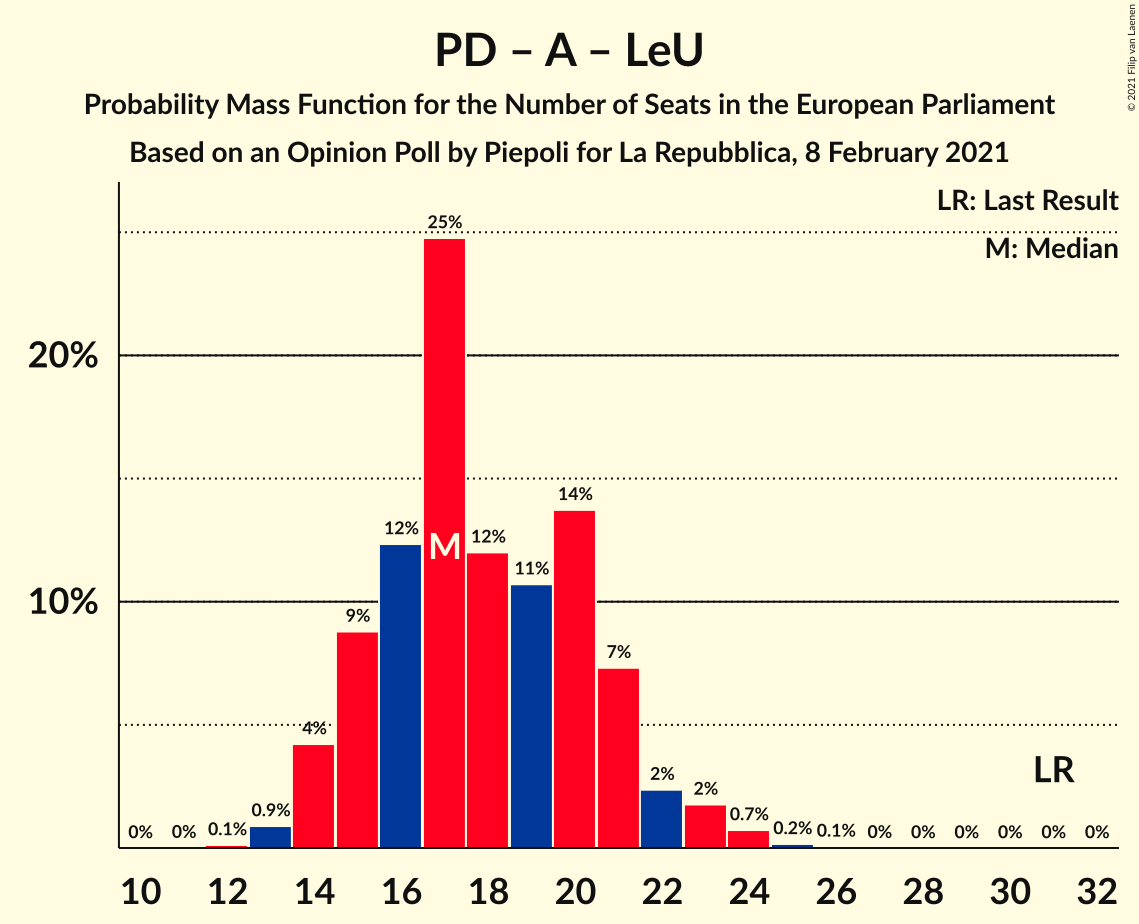 PD – A – LeU
Probability Mass Function for the Number of Seats in the European Parliament
Based on an Opinion Poll by Piepoli for La Repubblica, 8 February 2021
© 2021 Filip van Laenen
LR: Last Result
M: Median
20%
10%
0%
0%
0.1%
0.9%
4%
9%
12%
25%
M
12%
11%
14%
7%
2%
2%
0.7%
0.2%
0.1%
0%
0%
0%
0%
0%
0%
LR
10 12 14 16 18 20 22 24 26 28 30 32